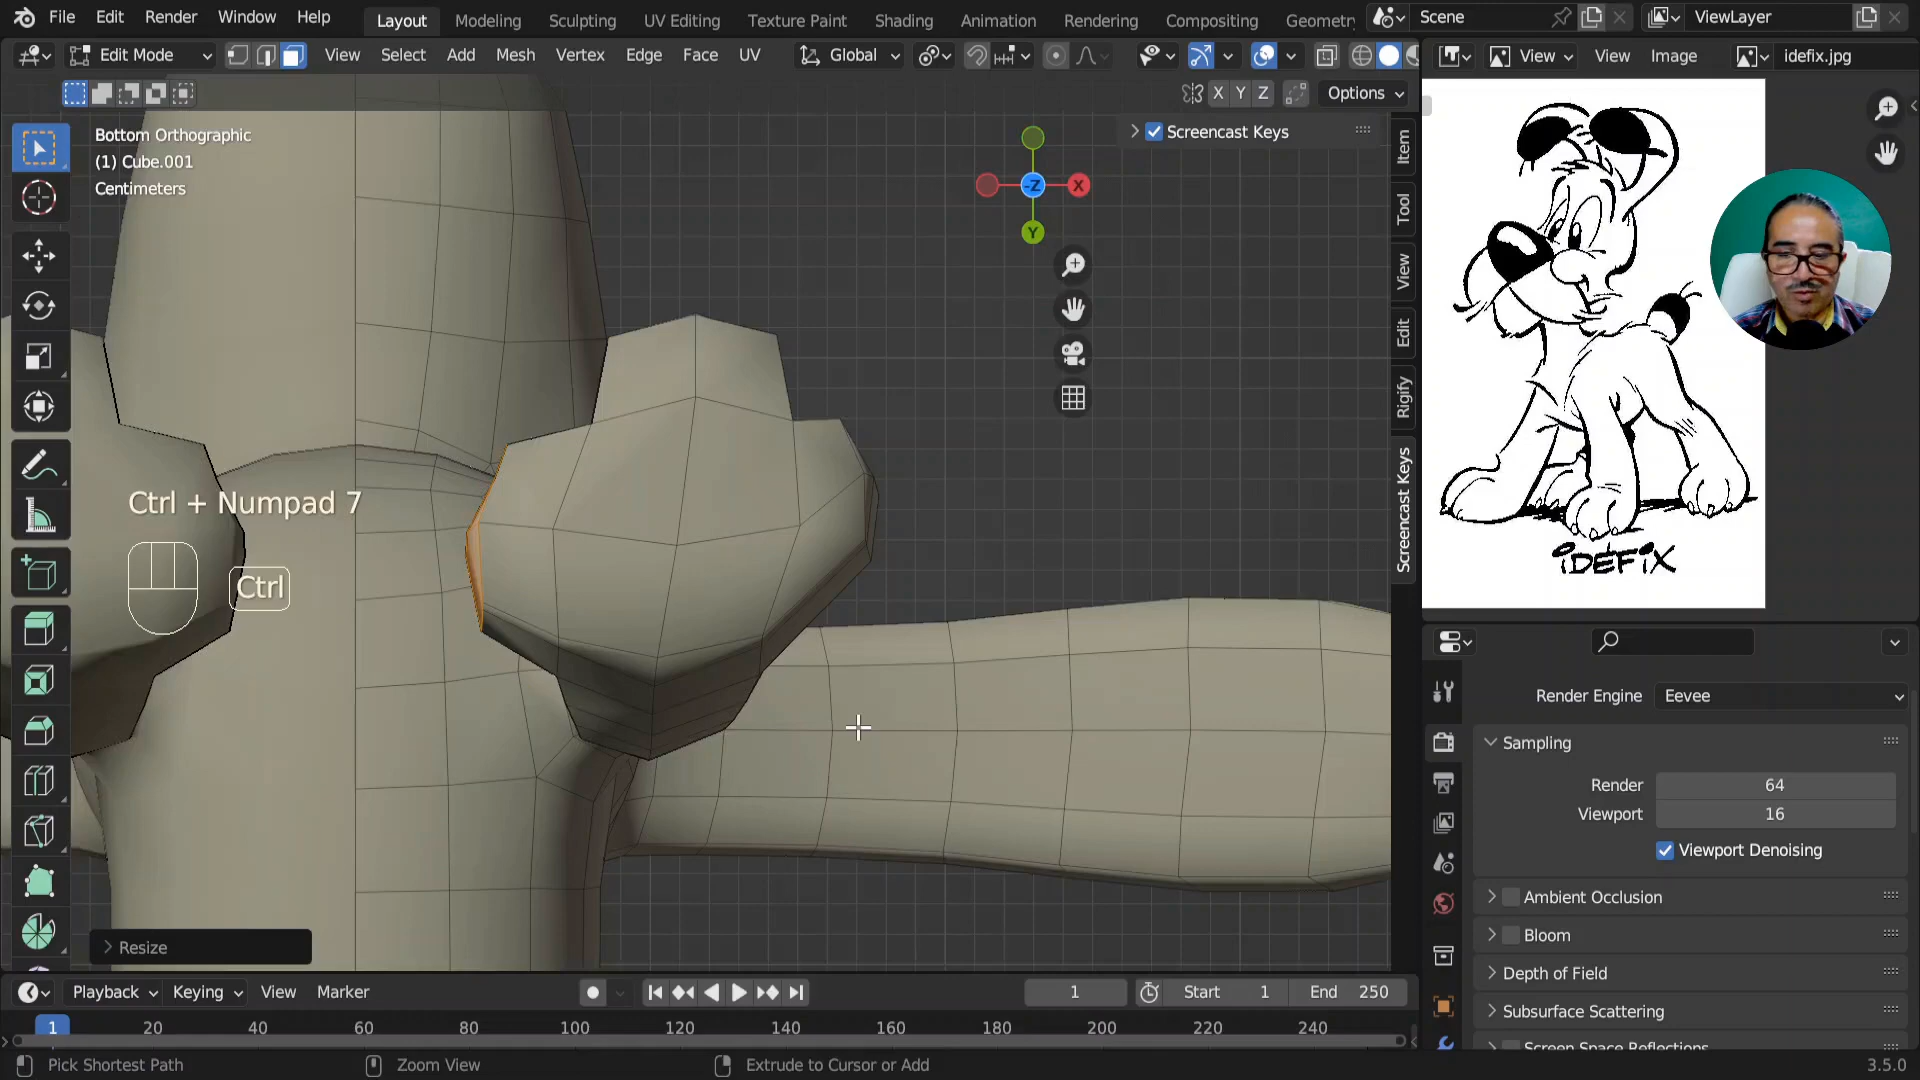 File Edit Render Window Help Layout Modeling Sculpting UV Editing Texture Paint Shading Animation Rendering Compositing Geometr Scene ViewLayer
Edit Mode View Select Add Mesh Vertex Edge Face UV Global View View Image idefix.jpg
X Y Z Options
Bottom Orthographic
(1) Cube.001
Centimeters
Screencast Keys
-Z X
Y
Item
Tool
View
Edit
Rigify
Screencast Keys
Ctrl + Numpad 7
Ctrl
IDEFIX
Resize
Render Engine Eevee
Sampling
Render 64
Viewport 16
Viewport Denoising
Ambient Occlusion
Bloom
Depth of Field
Subsurface Scattering
Screen Space Reflections
Playback Keying View Marker 1 Start 1 End 250
1 20 40 60 80 100 120 140 160 180 200 220 240
Pick Shortest Path Zoom View Extrude to Cursor or Add 3.5.0